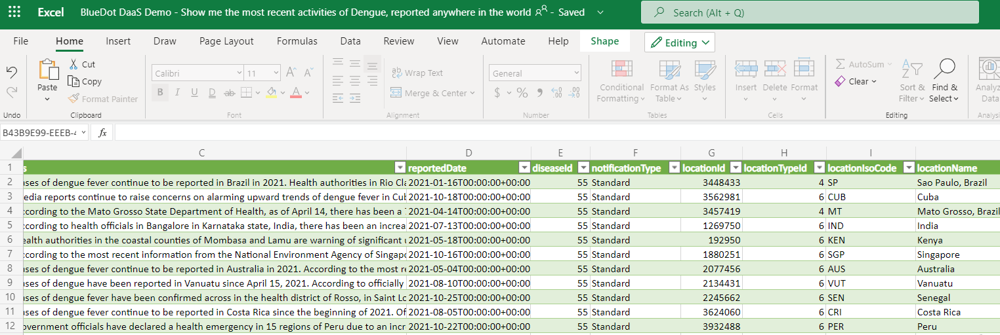 Excel BlueDot DaaS Demo - Show me the most recent activities of Dengue, reported anywhere in the world - Saved Search (Alt + Q)
File Home Insert Draw Page Layout Formulas Data Review View Automate Help Shape Editing
Cut
Copy
Format Painter
Paste
Undo
Clipboard
Calibri 11
B I U D ab
Font
Wrap Text
Merge & Center
Alignment
General
$ % 9
Number
Conditional Formatting
Format As Table
Styles
Tables
Insert Delete Format
Cells
AutoSum
Clear
Sort & Filter
Find & Select
Editing
Analyz
Data
Analysi
B43B9E99-EEEB- fx
C D E F G H I
1 s reportedDate diseaseId notificationType locationId locationTypeId locationIsoCode locationName
2 uses of dengue fever continue to be reported in Brazil in 2021. Health authorities in Rio Cla 2021-01-16T00:00:00+00:00 55 Standard 3448433 4 SP Sao Paulo, Brazil
3 edia reports continue to raise concerns on alarming upward trends of dengue fever in Cub 2021-10-18T00:00:00+00:00 55 Standard 3562981 6 CUB Cuba
4 ccording to the Mato Grosso State Department of Health, as of April 14, there has been a 2021-04-14T00:00:00+00:00 55 Standard 3457419 4 MT Mato Grosso, Brazil
5 ccording to health officials in Bangalore in Karnataka state, India, there has been an increa 2021-07-13T00:00:00+00:00 55 Standard 1269750 6 IND India
6 ealth authorities in the coastal counties of Mombasa and Lamu are warning of significant 2021-05-18T00:00:00+00:00 55 Standard 192950 6 KEN Kenya
7 ccording to the most recent information from the National Environment Agency of Singapo 2021-10-16T00:00:00+00:00 55 Standard 1880251 6 SGP Singapore
8 uses of dengue fever continue to be reported in Australia in 2021. According to the most re 2021-05-04T00:00:00+00:00 55 Standard 2077456 6 AUS Australia
9 uses of dengue have been reported in Vanuatu since April 15, 2021. According to officially 2021-08-10T00:00:00+00:00 55 Standard 2134431 6 VUT Vanuatu
10 uses of dengue fever have been confirmed across in the health district of Rosso, in Saint Lo 2021-10-25T00:00:00+00:00 55 Standard 2245662 6 SEN Senegal
11 uses of dengue fever continue to be reported in Costa Rica since the beginning of 2021. Of 2021-08-05T00:00:00+00:00 55 Standard 3624060 6 CRI Costa Rica
12 overnment officials have declared a health emergency in 15 regions of Peru due to an incr 2021-10-22T00:00:00+00:00 55 Standard 3932488 6 PER Peru